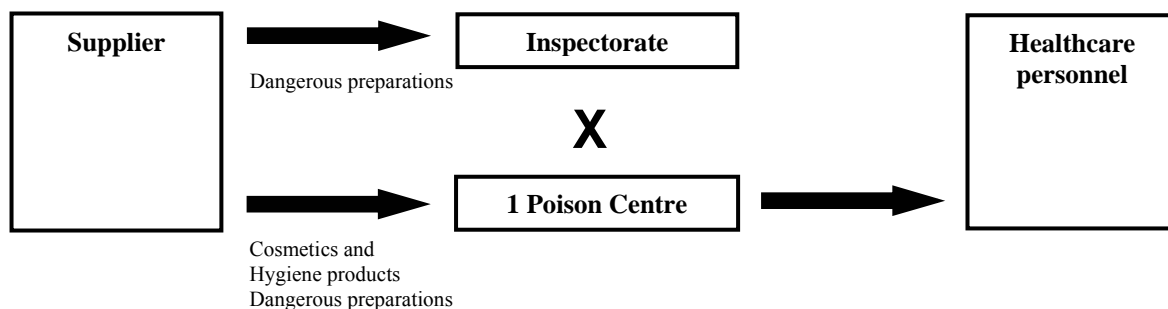 Supplier
Dangerous preparations
Inspectorate
Healthcare
personnel
X
1 Poison Centre
Cosmetics and
Hygiene products
Dangerous preparations